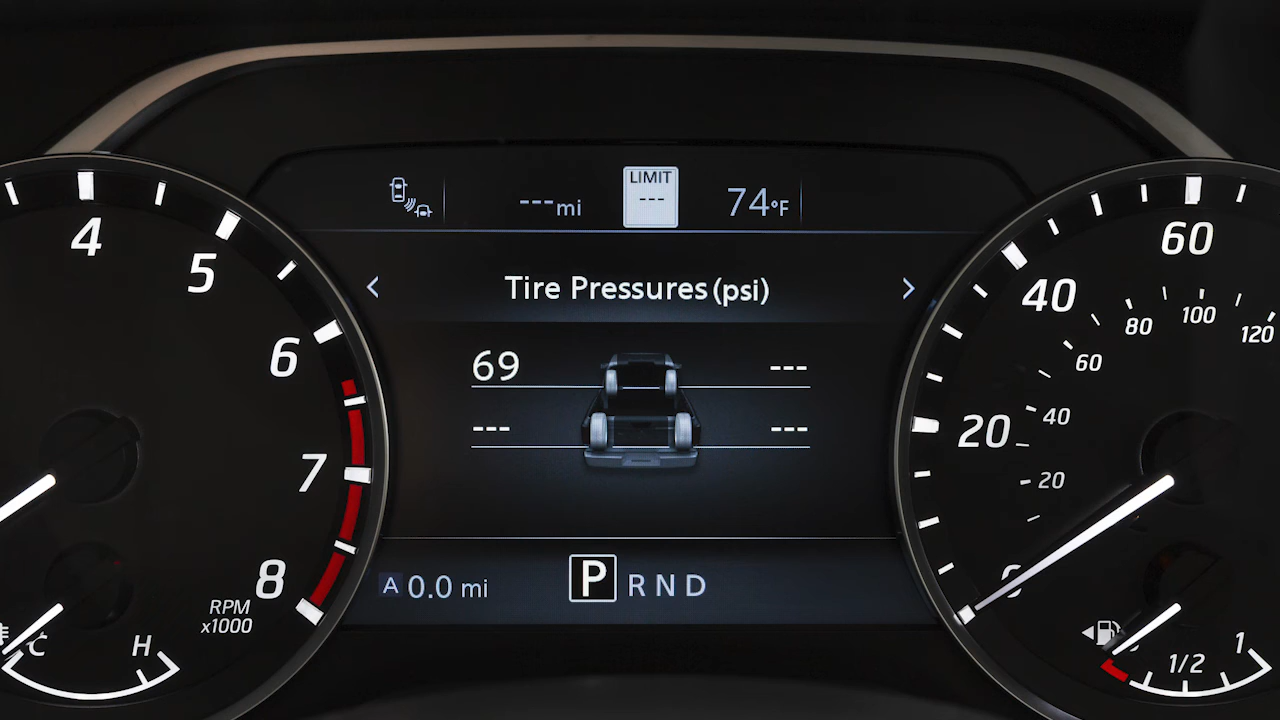 ---mi
LIMIT
---
74°F
Tire Pressures (psi)
69
---
---
---
A 0.0 mi
P R N D
4
5
6
7
8
RPM
x1000
C
H
20
40
60
20
40
60
80
100
120
1/2
1